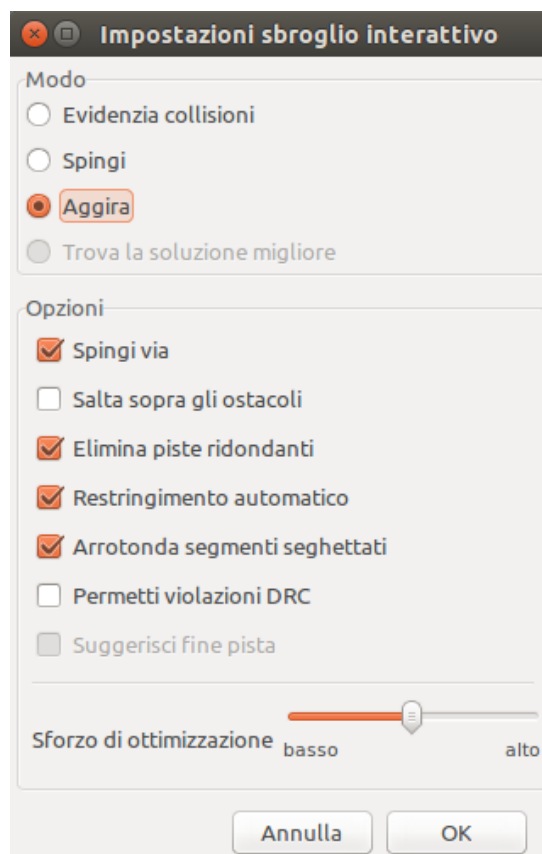 Impostazioni sbroglio interattivo
Modo
Evidenzia collisioni
Spingi
Aggira
Trova la soluzione migliore
Opzioni
Spingi via
Salta sopra gli ostacoli
Elimina piste ridondanti
Restringimento automatico
Arrotonda segmenti seghettati
Permetti violazioni DRC
Suggerisci fine pista
Sforzo di ottimizzazione basso alto
Annulla OK